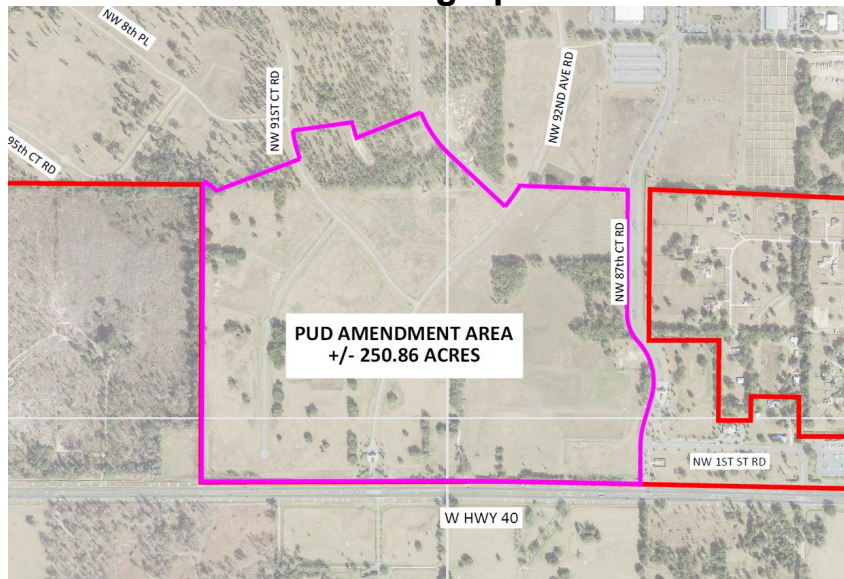 NW 8th PL
NW 91ST CT RD
NW 92ND AVE RD
95th CT RD
NW 87th CT RD
PUD AMENDMENT AREA
+/- 250.86 ACRES
NW 1ST ST RD
W HWY 40